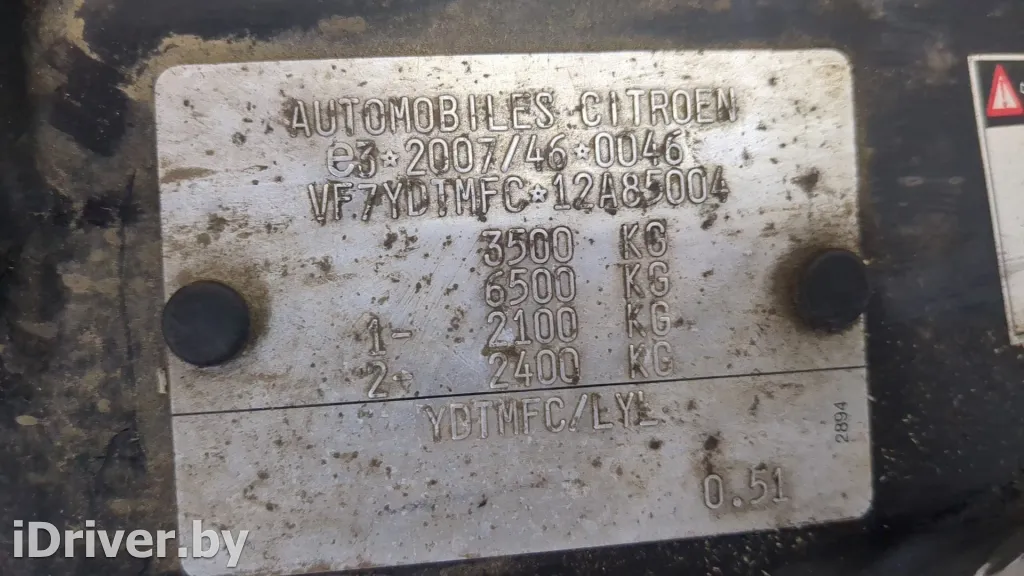 AUTOMOBILES CITROEN
e3*2007/46*0046
VF7YDTMFC*12A85004
3500 KG
6500 KG
1- 2100 KG
2- 2400 KG
YDTMFC/LYL
2894
0.51
iDriver.by